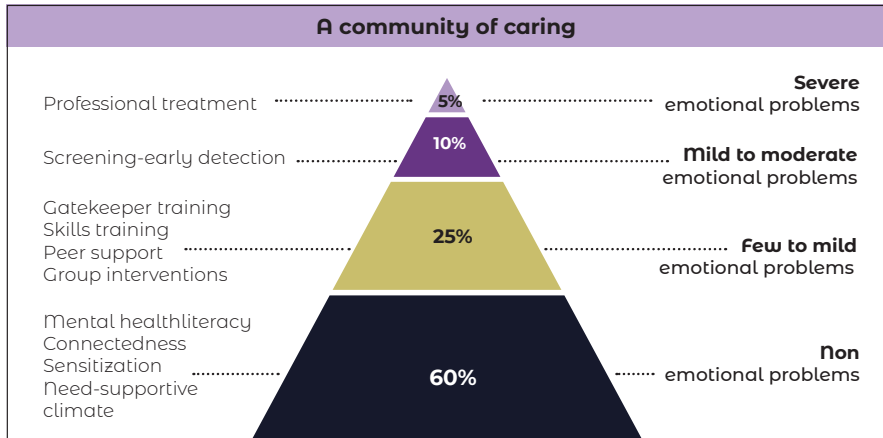 A community of caring
Professional treatment
5%
Severe
emotional problems
Screening-early detection
10%
Mild to moderate
emotional problems
Gatekeeper training
Skills training
Peer support
Group interventions
25%
Few to mild
emotional problems
Mental healthliteracy
Connectedness
Sensitization
Need-supportive
climate
60%
Non
emotional problems